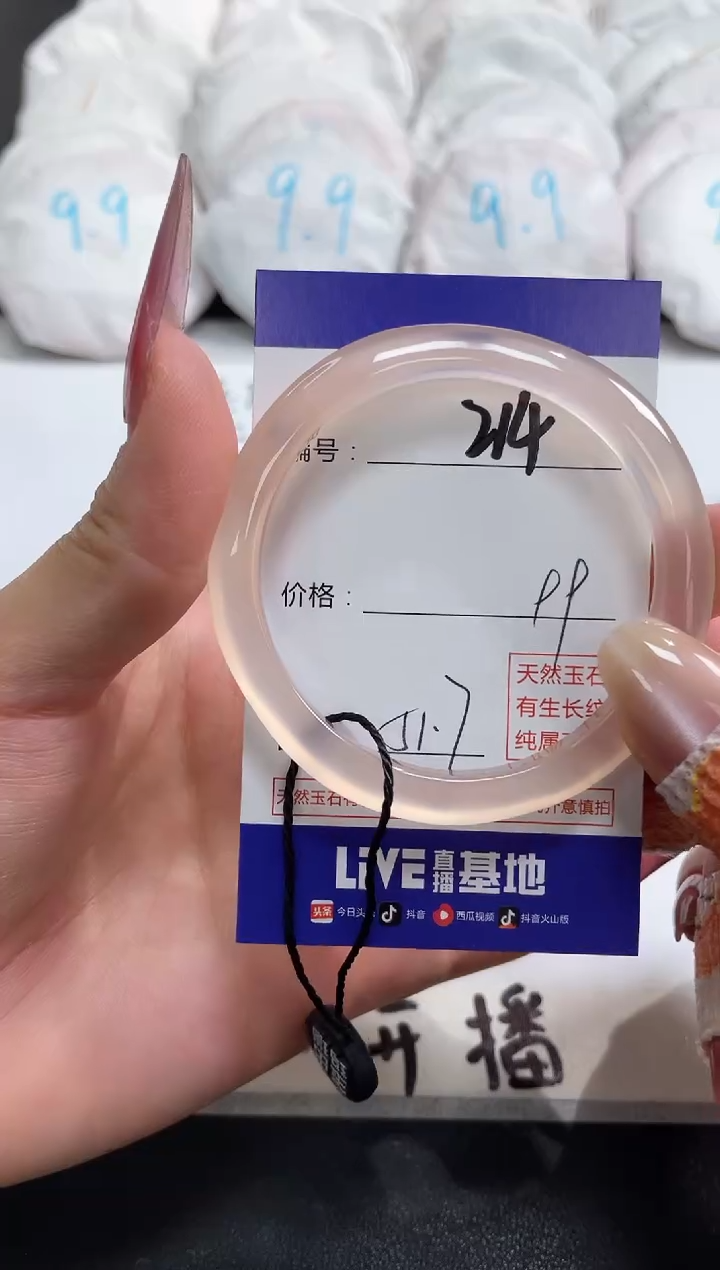 9.9 9.9 9.9
编号： 214
价格： pp
天然玉石
有生长纹
纯属
51.7
天然玉石有
介意慎拍
LiVE直播基地
头条 今日头条 抖音 西瓜视频 抖音火山版
开播